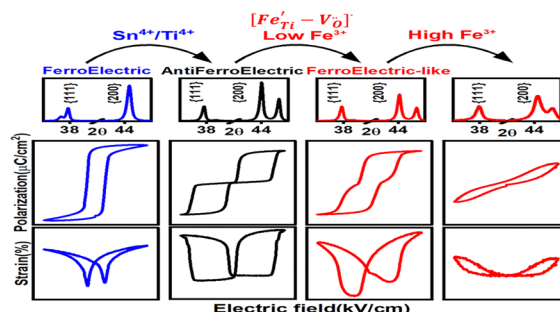 [Fe'Ti − VÖ]˙
Sn⁴⁺/Ti⁴⁺ Low Fe³⁺ High Fe³⁺
FerroElectric AntiFerroElectric FerroElectric-like
{111} {200} {111} {200} {111} {200} {111} {200}
38 2θ 44 38 2θ 44 38 2θ 44 38 2θ 44
Polarization(μC/cm²)
Strain(%)
Electric field(kV/cm)